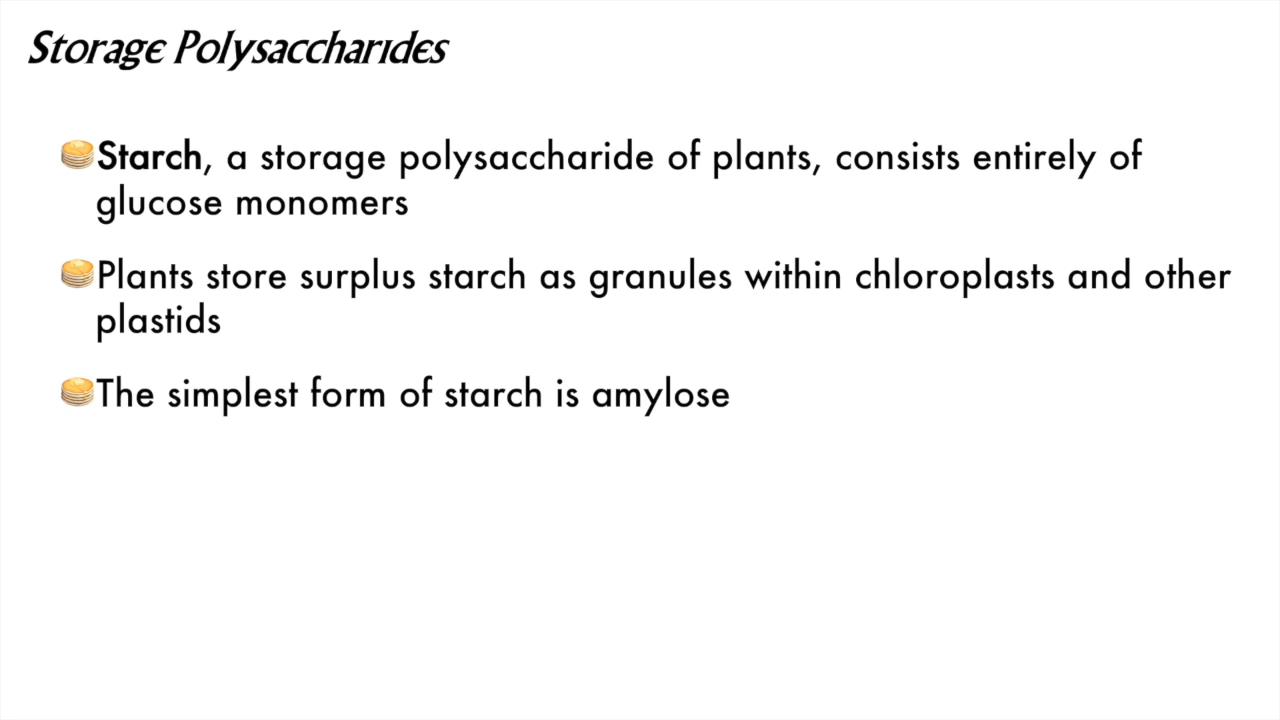 Storage Polysaccharides
Starch, a storage polysaccharide of plants, consists entirely of
glucose monomers
Plants store surplus starch as granules within chloroplasts and other
plastids
The simplest form of starch is amylose